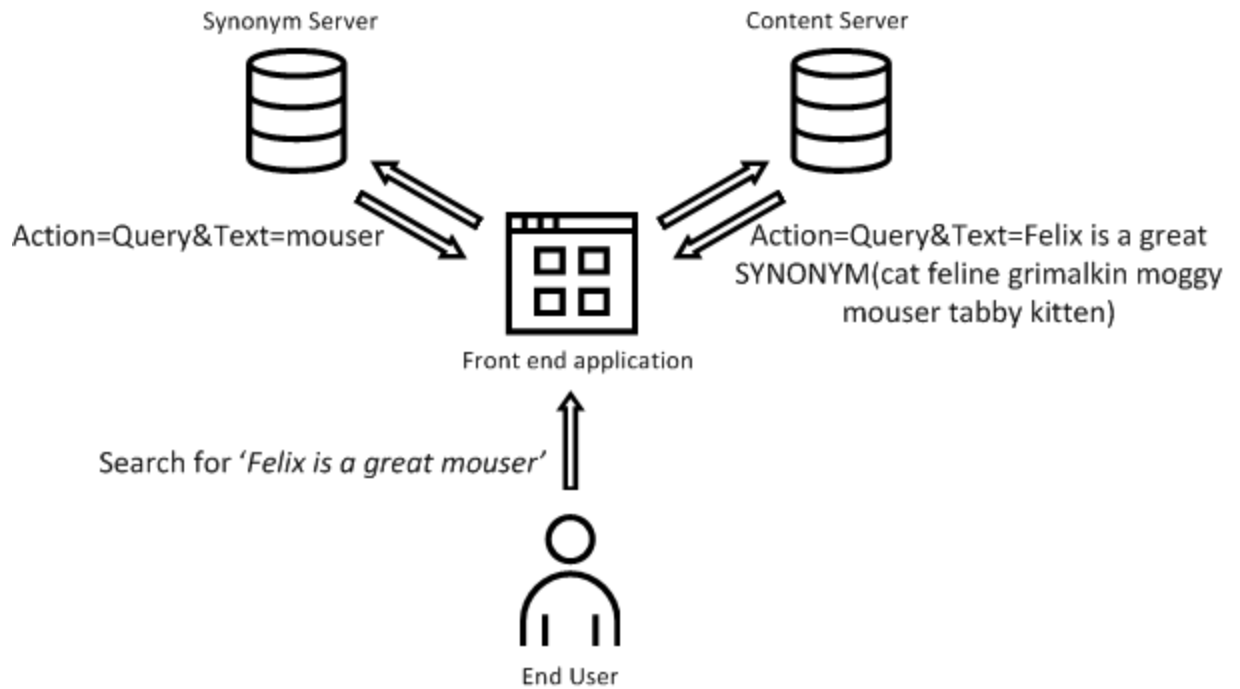 Synonym Server
Content Server
Action=Query&Text=mouser
Action=Query&Text=Felix is a great
SYNONYM(cat feline grimalkin moggy
mouser tabby kitten)
Front end application
Search for ‘Felix is a great mouser’
End User